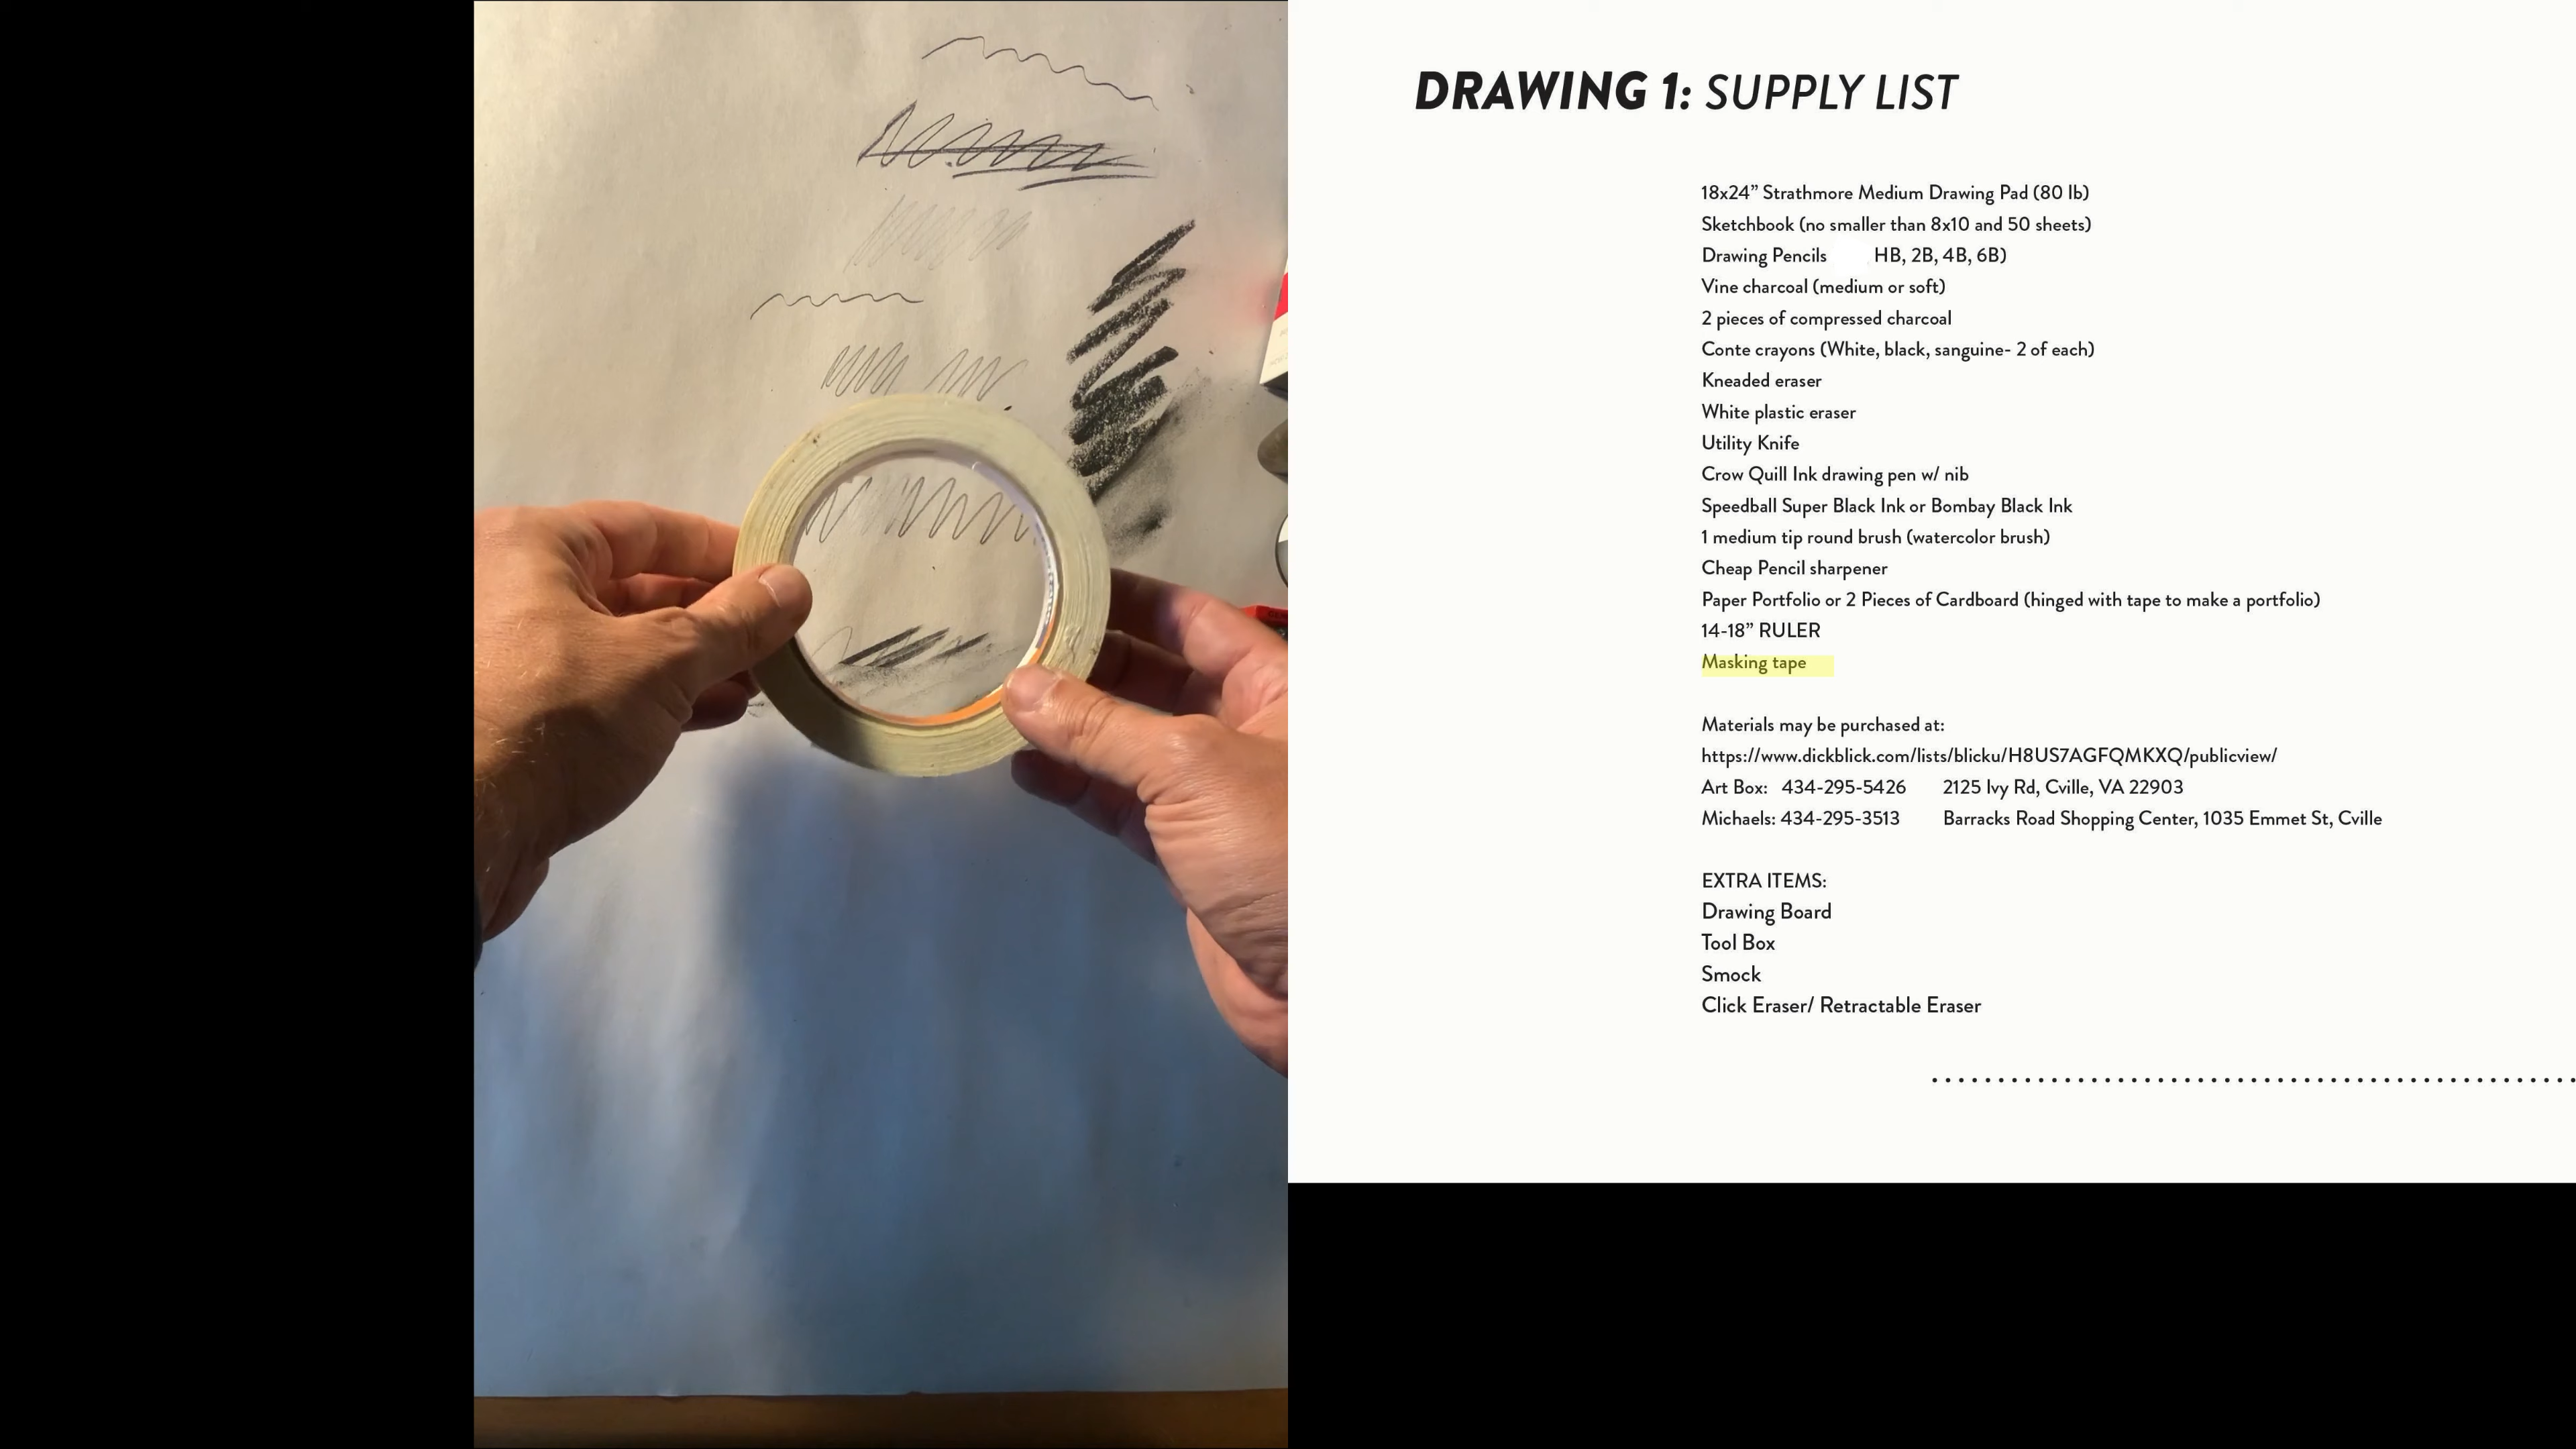 DRAWING 1: SUPPLY LIST
18x24” Strathmore Medium Drawing Pad (80 lb)
Sketchbook (no smaller than 8x10 and 50 sheets)
Drawing Pencils HB, 2B, 4B, 6B)
Vine charcoal (medium or soft)
2 pieces of compressed charcoal
Conte crayons (White, black, sanguine- 2 of each)
Kneaded eraser
White plastic eraser
Utility Knife
Crow Quill Ink drawing pen w/ nib
Speedball Super Black Ink or Bombay Black Ink
1 medium tip round brush (watercolor brush)
Cheap Pencil sharpener
Paper Portfolio or 2 Pieces of Cardboard (hinged with tape to make a portfolio)
14-18” RULER
Masking tape
Materials may be purchased at:
https://www.dickblick.com/lists/blicku/H8US7AGFQMKXQ/publicview/
Art Box: 434-295-5426 2125 Ivy Rd, Cville, VA 22903
Michaels: 434-295-3513 Barracks Road Shopping Center, 1035 Emmet St, Cville
EXTRA ITEMS:
Drawing Board
Tool Box
Smock
Click Eraser/ Retractable Eraser